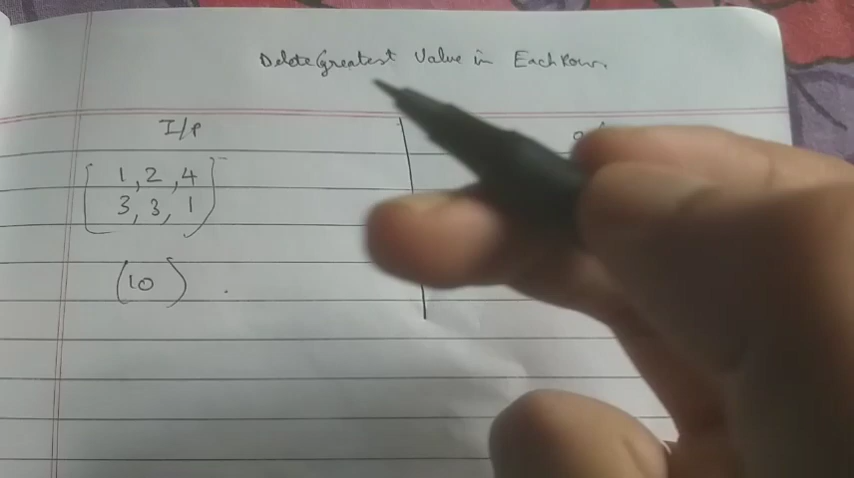 Delete Greatest Value in Each Row.
I/P
1, 2, 4
3, 3, 1
(10)